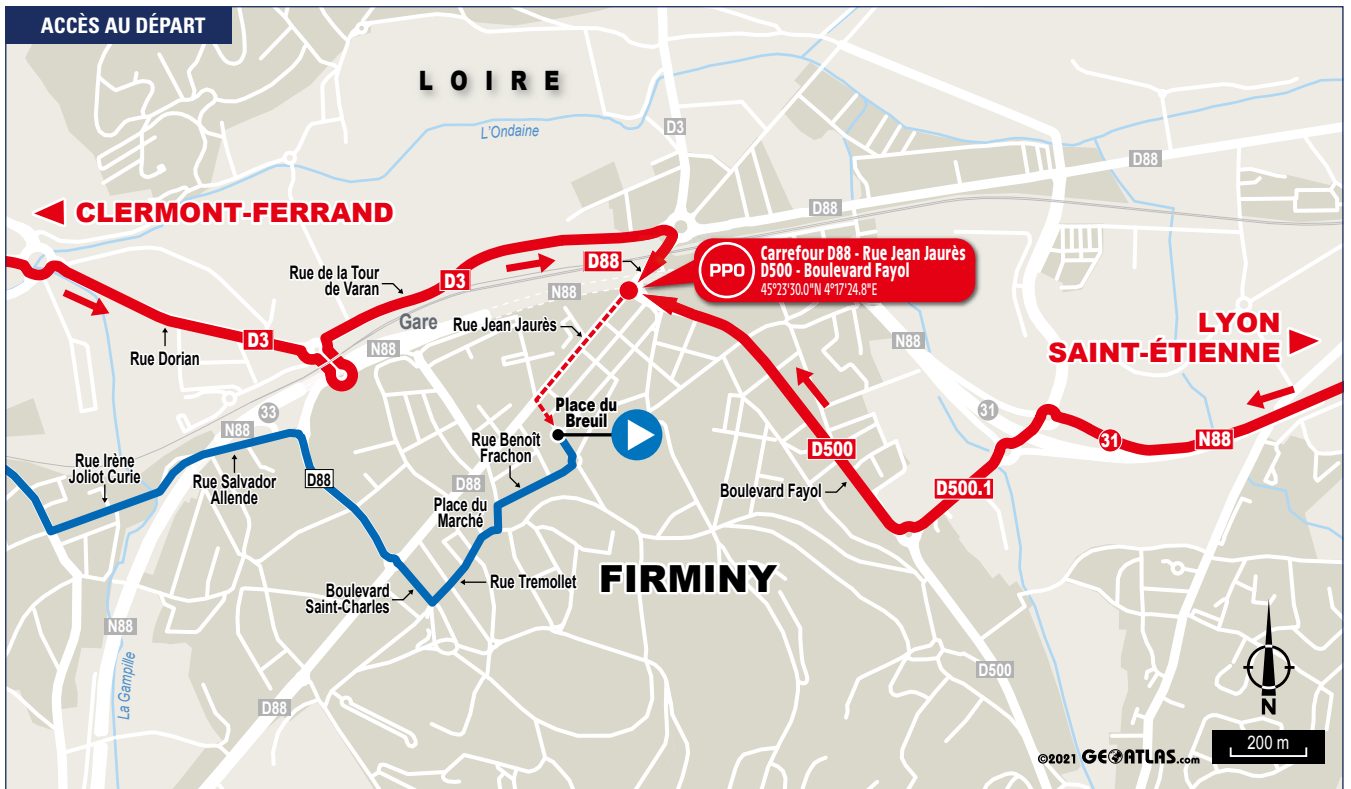 ACCÈS AU DÉPART
LOIRE
L'Ondaine
D3
D88
D88
CLERMONT-FERRAND
Rue de la Tour
de Varan
D3
D88
N88
PPO
Carrefour D88 - Rue Jean Jaurès
D500 - Boulevard Fayol
45°23'30.0"N 4°17'24.8"E
Gare
Rue Jean Jaurès
LYON
SAINT-ÉTIENNE
Rue Dorian
D3
N88
N88
33
N88
Place du
Breuil
31
31
N88
Rue Irène
Joliot Curie
Rue Salvador
Allende
D88
Rue Benoît
Frachon
D88
Place du
Marché
D500
Boulevard Fayol
D500.1
FIRMINY
Rue Tremollet
Boulevard
Saint-Charles
N88
La Gampille
D88
D500
N
200 m
©2021 GEOATLAS.com